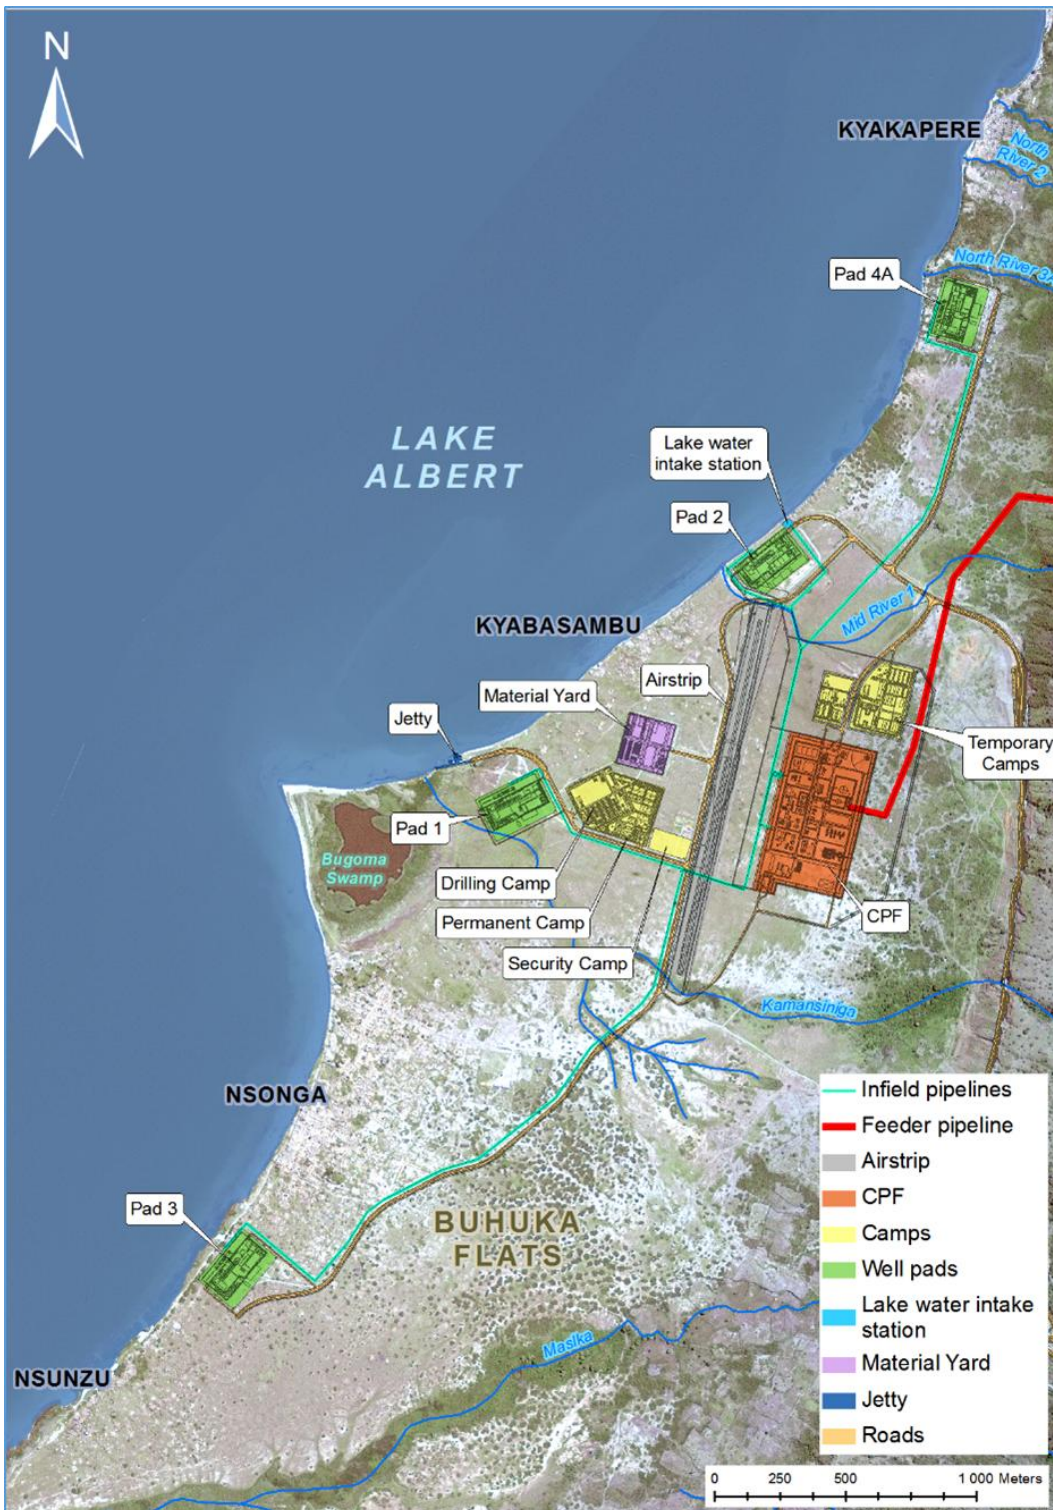 N
KYAKAPERE
North
River 2
North River 3A
Pad 4A
LAKE
ALBERT
Lake water
intake station
Pad 2
Mid River 1
KYABASAMBU
Airstrip
Material Yard
Jetty
Temporary
Camps
Pad 1
Bugoma
Swamp
Drilling Camp
Permanent Camp
CPF
Security Camp
Kamansiniga
NSONGA
Pad 3
BUHUKA
FLATS
Masika
NSUNZU
Infield pipelines
Feeder pipeline
Airstrip
CPF
Camps
Well pads
Lake water intake
station
Material Yard
Jetty
Roads
0 250 500 1 000 Meters